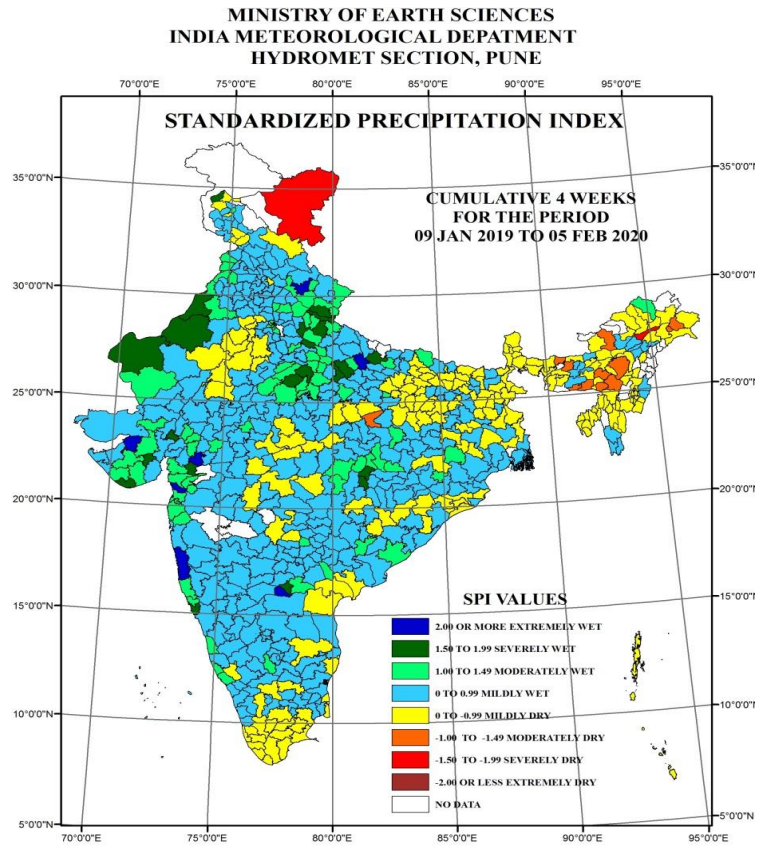 MINISTRY OF EARTH SCIENCES
INDIA METEOROLOGICAL DEPATMENT
HYDROMET SECTION, PUNE
70°0'0"E 75°0'0"E 80°0'0"E 85°0'0"E 90°0'0"E 95°0'0"E
STANDARDIZED PRECIPITATION INDEX
35°0'0"N 35°0'0"N
CUMULATIVE 4 WEEKS
FOR THE PERIOD
09 JAN 2019 TO 05 FEB 2020
30°0'0"N 30°0'0"N
25°0'0"N 25°0'0"N
20°0'0"N 20°0'0"N
15°0'0"N 15°0'0"N
SPI VALUES
2.00 OR MORE EXTREMELY WET
1.50 TO 1.99 SEVERELY WET
1.00 TO 1.49 MODERATELY WET
0 TO 0.99 MILDLY WET
10°0'0"N 10°0'0"N
0 TO -0.99 MILDLY DRY
-1.00 TO -1.49 MODERATELY DRY
-1.50 TO -1.99 SEVERELY DRY
-2.00 OR LESS EXTREMELY DRY
NO DATA
5°0'0"N 5°0'0"N
70°0'0"E 75°0'0"E 80°0'0"E 85°0'0"E 90°0'0"E 95°0'0"E